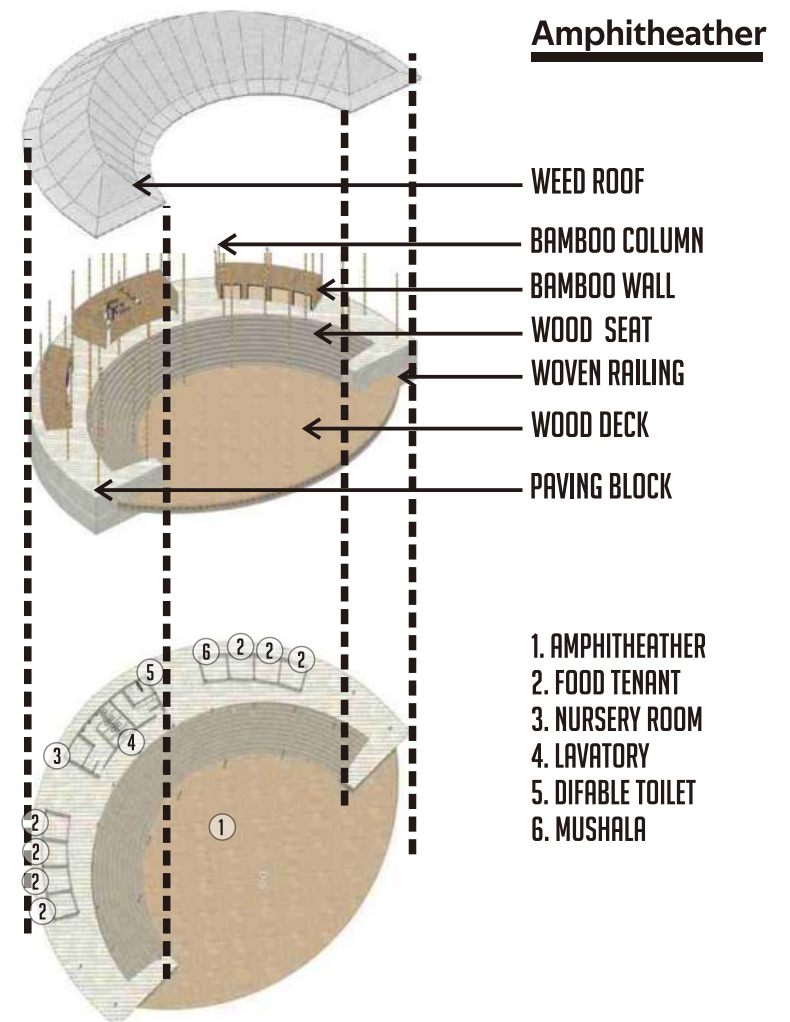 Amphitheather
WEED ROOF
BAMBOO COLUMN
BAMBOO WALL
WOOD SEAT
WOVEN RAILING
WOOD DECK
PAVING BLOCK
6 2 2 2
5
4
3
2
2
2
2
1
1. AMPHITHEATHER
2. FOOD TENANT
3. NURSERY ROOM
4. LAVATORY
5. DIFABLE TOILET
6. MUSHALA